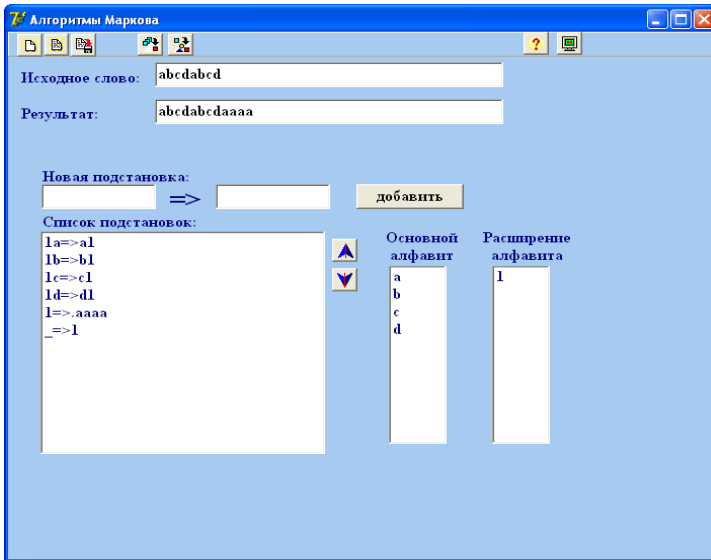 Алгоритмы Маркова
?
Исходное слово: abcdabcd
Результат: abcdabcdaaaa
Новая подстановка:
=> добавить
Список подстановок:
1a=>a1
1b=>b1
1c=>c1
1d=>d1
1=>.aaaa
_=>1
Основной
алфавит
a
b
c
d
Расширение
алфавита
1